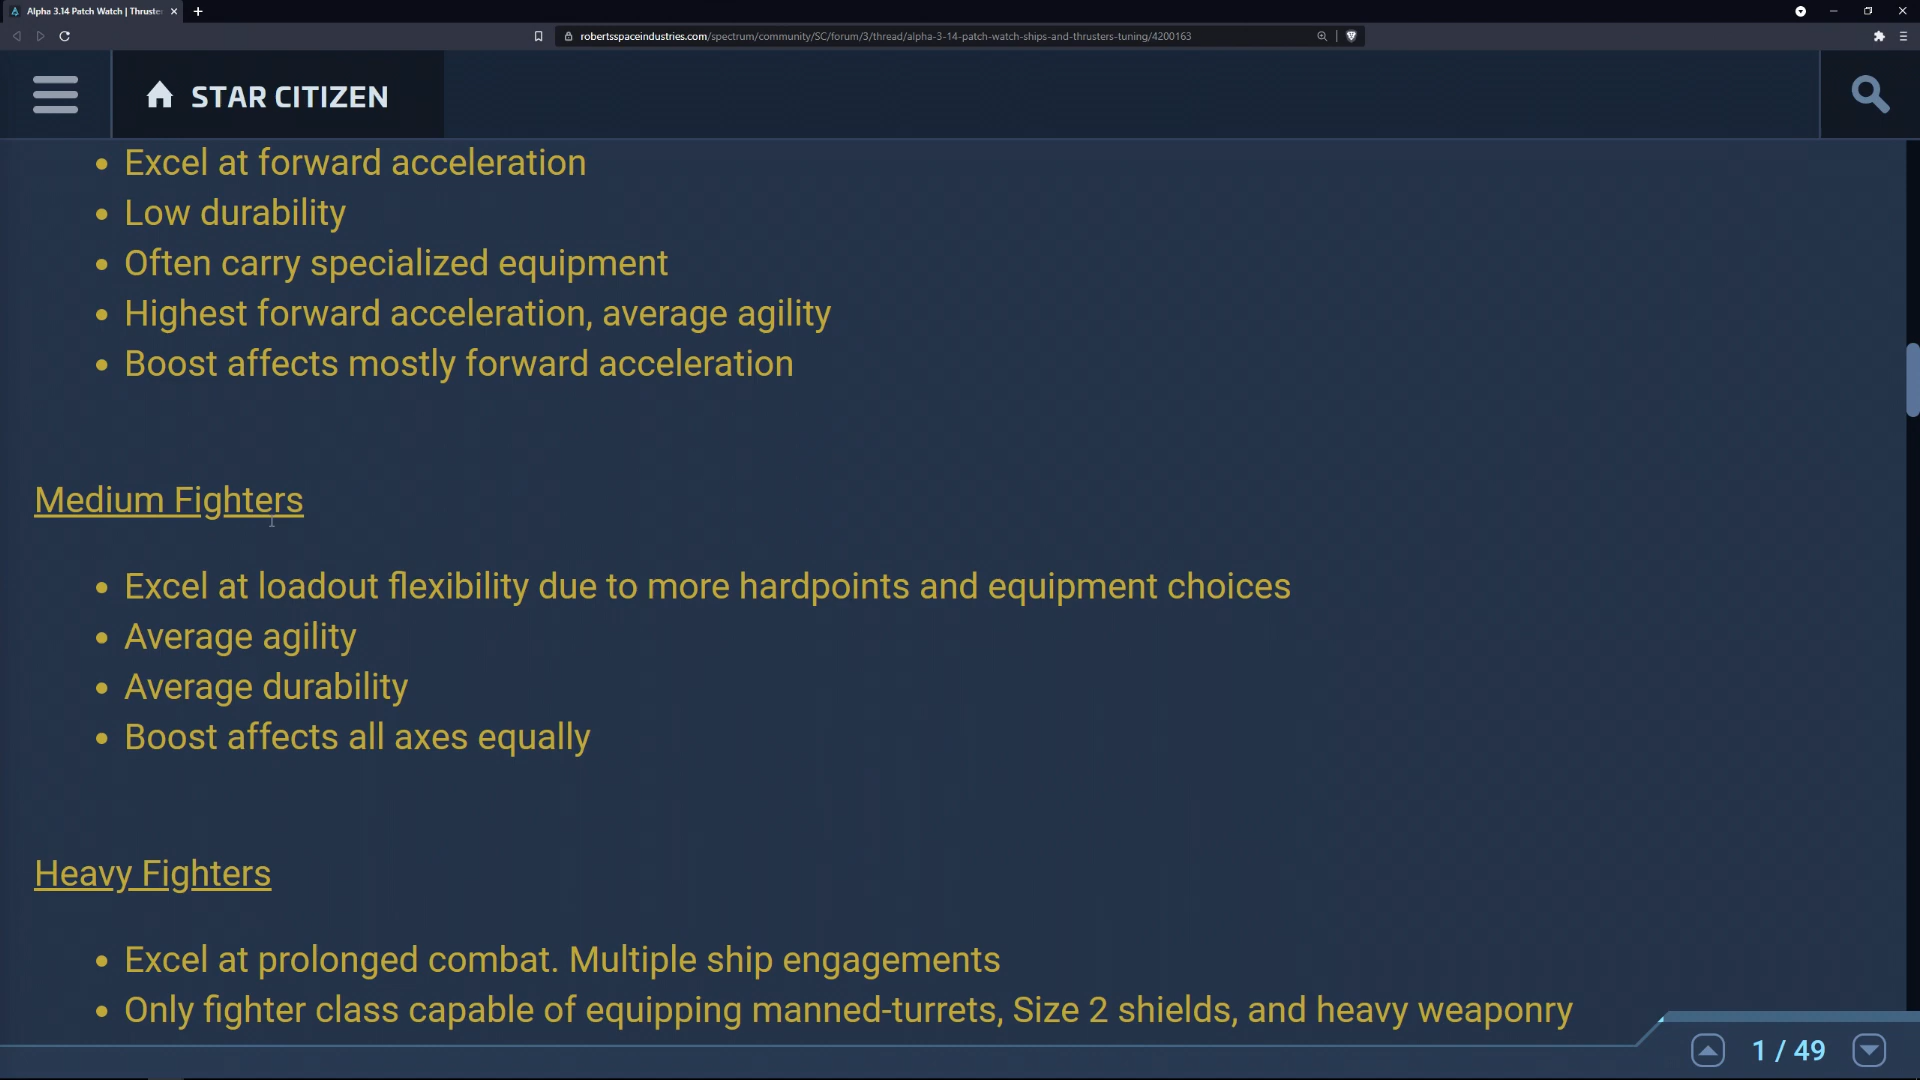 Alpha 3.14 Patch Watch | Thruste
robertsspaceindustries.com/spectrum/community/SC/forum/3/thread/alpha-3-14-patch-watch-ships-and-thrusters-tuning/4200163
STAR CITIZEN
• Excel at forward acceleration
• Low durability
• Often carry specialized equipment
• Highest forward acceleration, average agility
• Boost affects mostly forward acceleration
Medium Fighters
• Excel at loadout flexibility due to more hardpoints and equipment choices
• Average agility
• Average durability
• Boost affects all axes equally
Heavy Fighters
• Excel at prolonged combat. Multiple ship engagements
• Only fighter class capable of equipping manned-turrets, Size 2 shields, and heavy weaponry
1 / 49